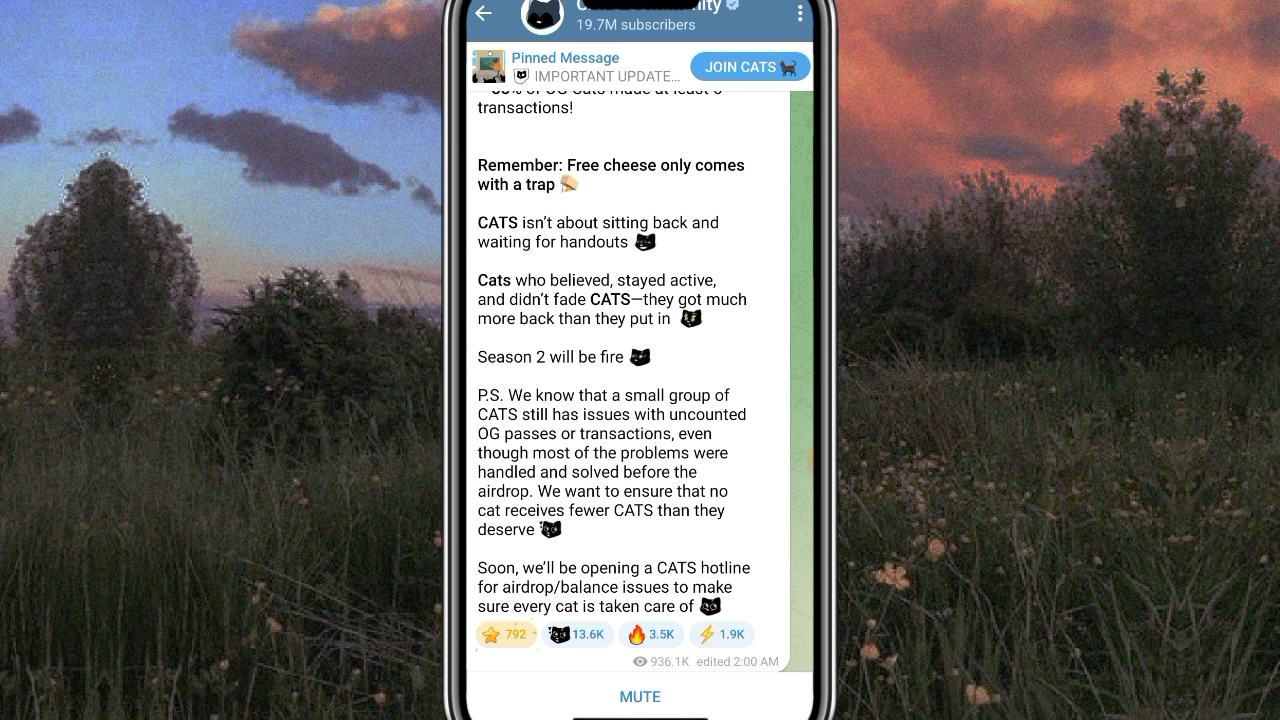 19.7M subscribers
Pinned Message
IMPORTANT UPDATE...
JOIN CATS
of OG Cats made at least
transactions!
Remember: Free cheese only comes
with a trap
CATS isn’t about sitting back and
waiting for handouts
Cats who believed, stayed active,
and didn’t fade CATS—they got much
more back than they put in
Season 2 will be fire
P.S. We know that a small group of
CATS still has issues with uncounted
OG passes or transactions, even
though most of the problems were
handled and solved before the
airdrop. We want to ensure that no
cat receives fewer CATS than they
deserve
Soon, we’ll be opening a CATS hotline
for airdrop/balance issues to make
sure every cat is taken care of
792 13.6K 3.5K 1.9K
936.1K edited 2:00 AM
MUTE